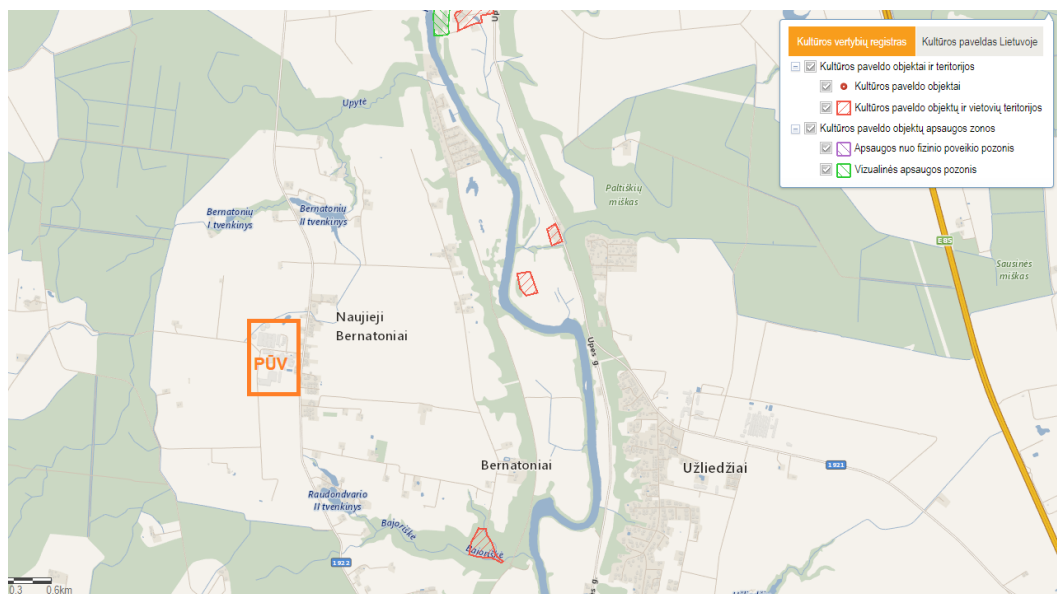 Kultūros vertybių registras
Kultūros paveldas Lietuvoje
Kultūros paveldo objektai ir teritorijos
Kultūros paveldo objektai
Kultūros paveldo objektų ir vietovių teritorijos
Kultūros paveldo objektų apsaugos zonos
Apsaugos nuo fizinio poveikio pozonis
Vizualinės apsaugos pozonis
Upytė
Paltiškių
miškas
Bernatonių
I tvenkinys
Bernatonių
II tvenkinys
E85
Sausinės
miškas
Naujieji
Bernatoniai
PŪV
Upės g.
Bernatoniai
Užliedžiai
1921
Raudondvario
II tvenkinys
Bajoriškė
Bajoriškė
1922
0.3
0.6km